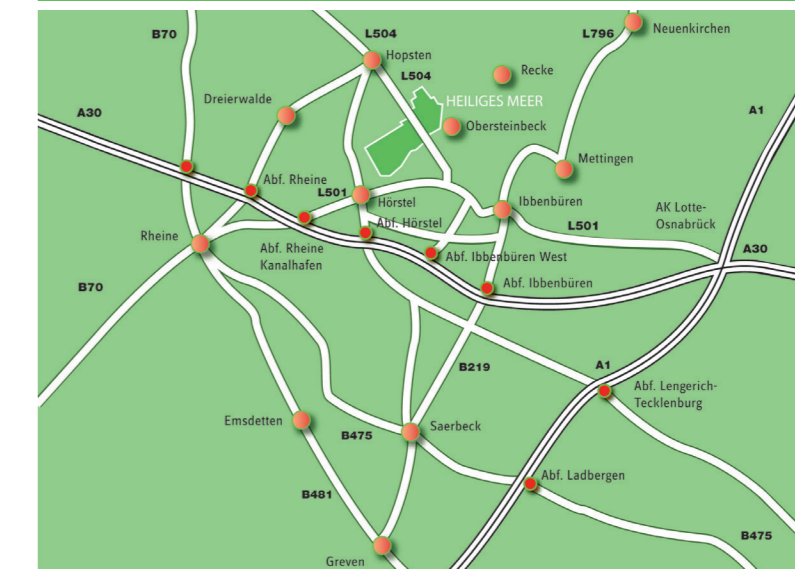 B70
L504
Hopsten
L504
L796
Neuenkirchen
Recke
Dreierwalde
HEILIGES MEER
A30
A1
Obersteinbeck
Mettingen
Abf. Rheine
L501
Hörstel
Ibbenbüren
AK Lotte-
Osnabrück
Abf. Hörstel
L501
Rheine
Abf. Rheine
Kanalhafen
Abf. Ibbenbüren West
A30
B70
Abf. Ibbenbüren
B219
A1
Abf. Lengerich-
Tecklenburg
Emsdetten
B475
Saerbeck
Abf. Ladbergen
B481
B475
Greven